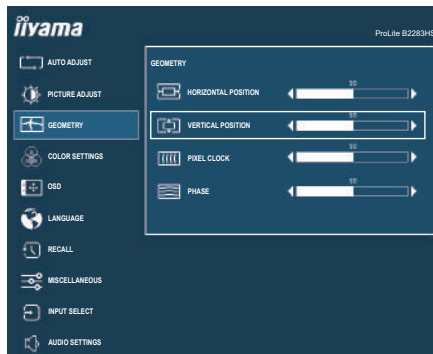 iiyama
ProLite B2283HS
AUTO ADJUST
PICTURE ADJUST
GEOMETRY
COLOR SETTINGS
OSD
LANGUAGE
RECALL
MISCELLANEOUS
INPUT SELECT
AUDIO SETTINGS
GEOMETRY
HORIZONTAL POSITION
VERTICAL POSITION
PIXEL CLOCK
PHASE